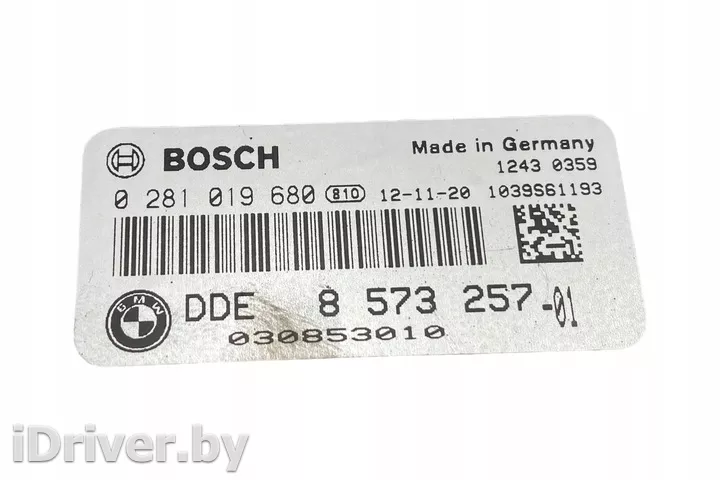 BOSCH
Made in Germany
1243 0359
0 281 019 680 810 12-11-20 1039S61193
BMW
DDE 8 573 257-01
030853010
iDriver.by